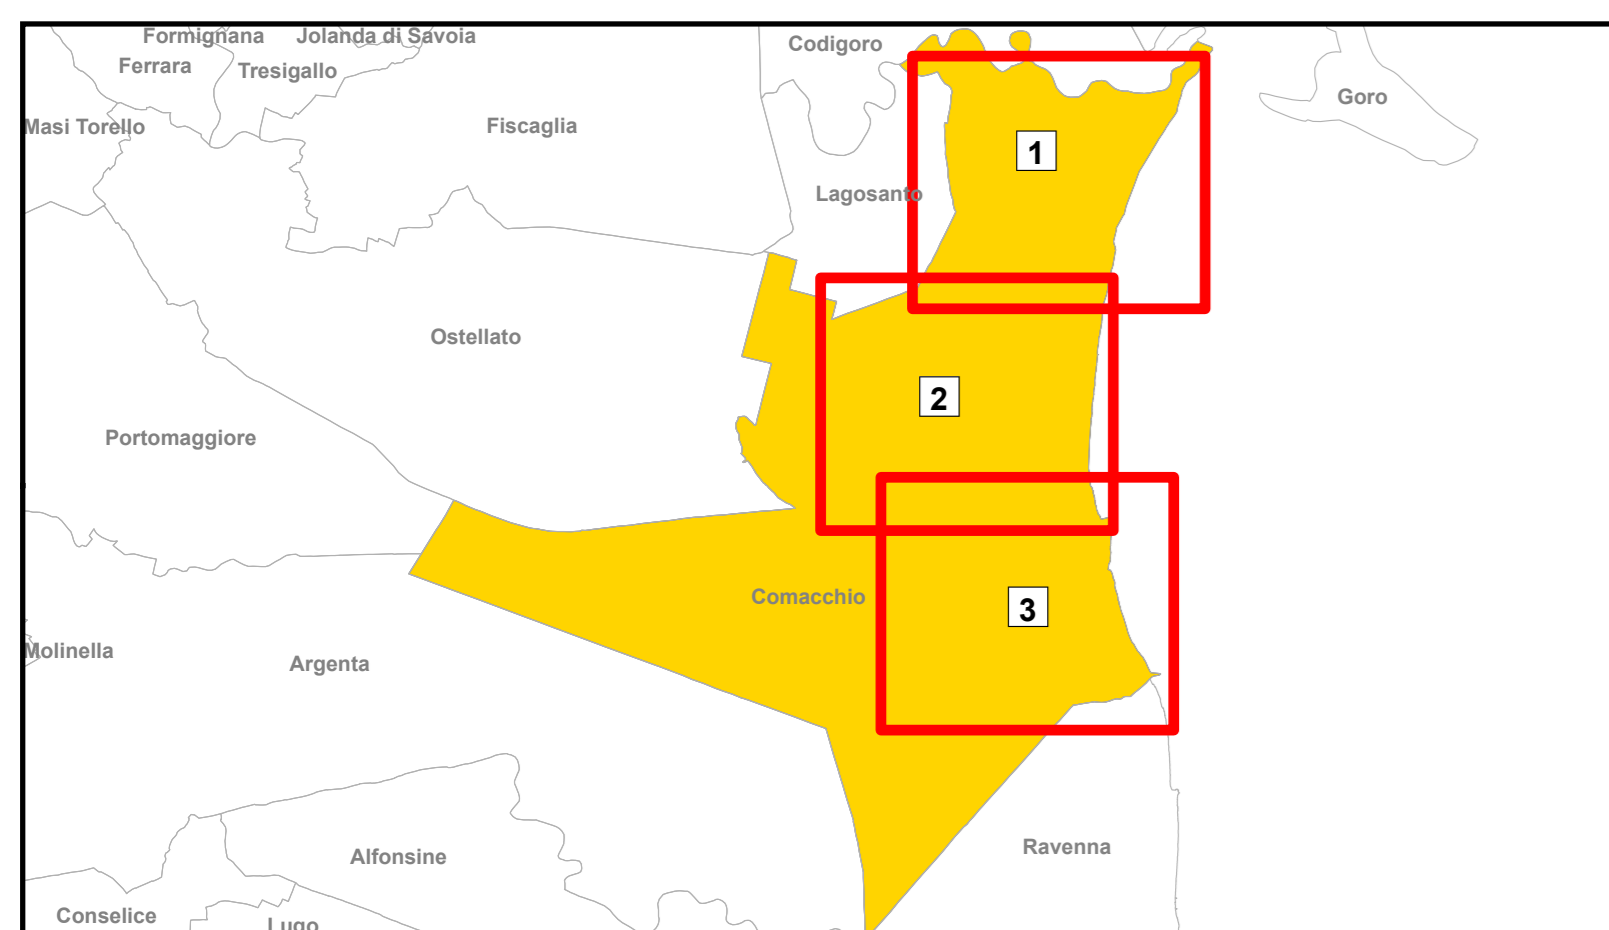 Formignana
Jolanda di Savoia
Codigoro
Ferrara
Tresigallo
Goro
Masi Torello
Fiscaglia
1
Lagosanto
Ostellato
2
Portomaggiore
Comacchio
3
Molinella
Argenta
Ravenna
Alfonsine
Conselice
Lugo